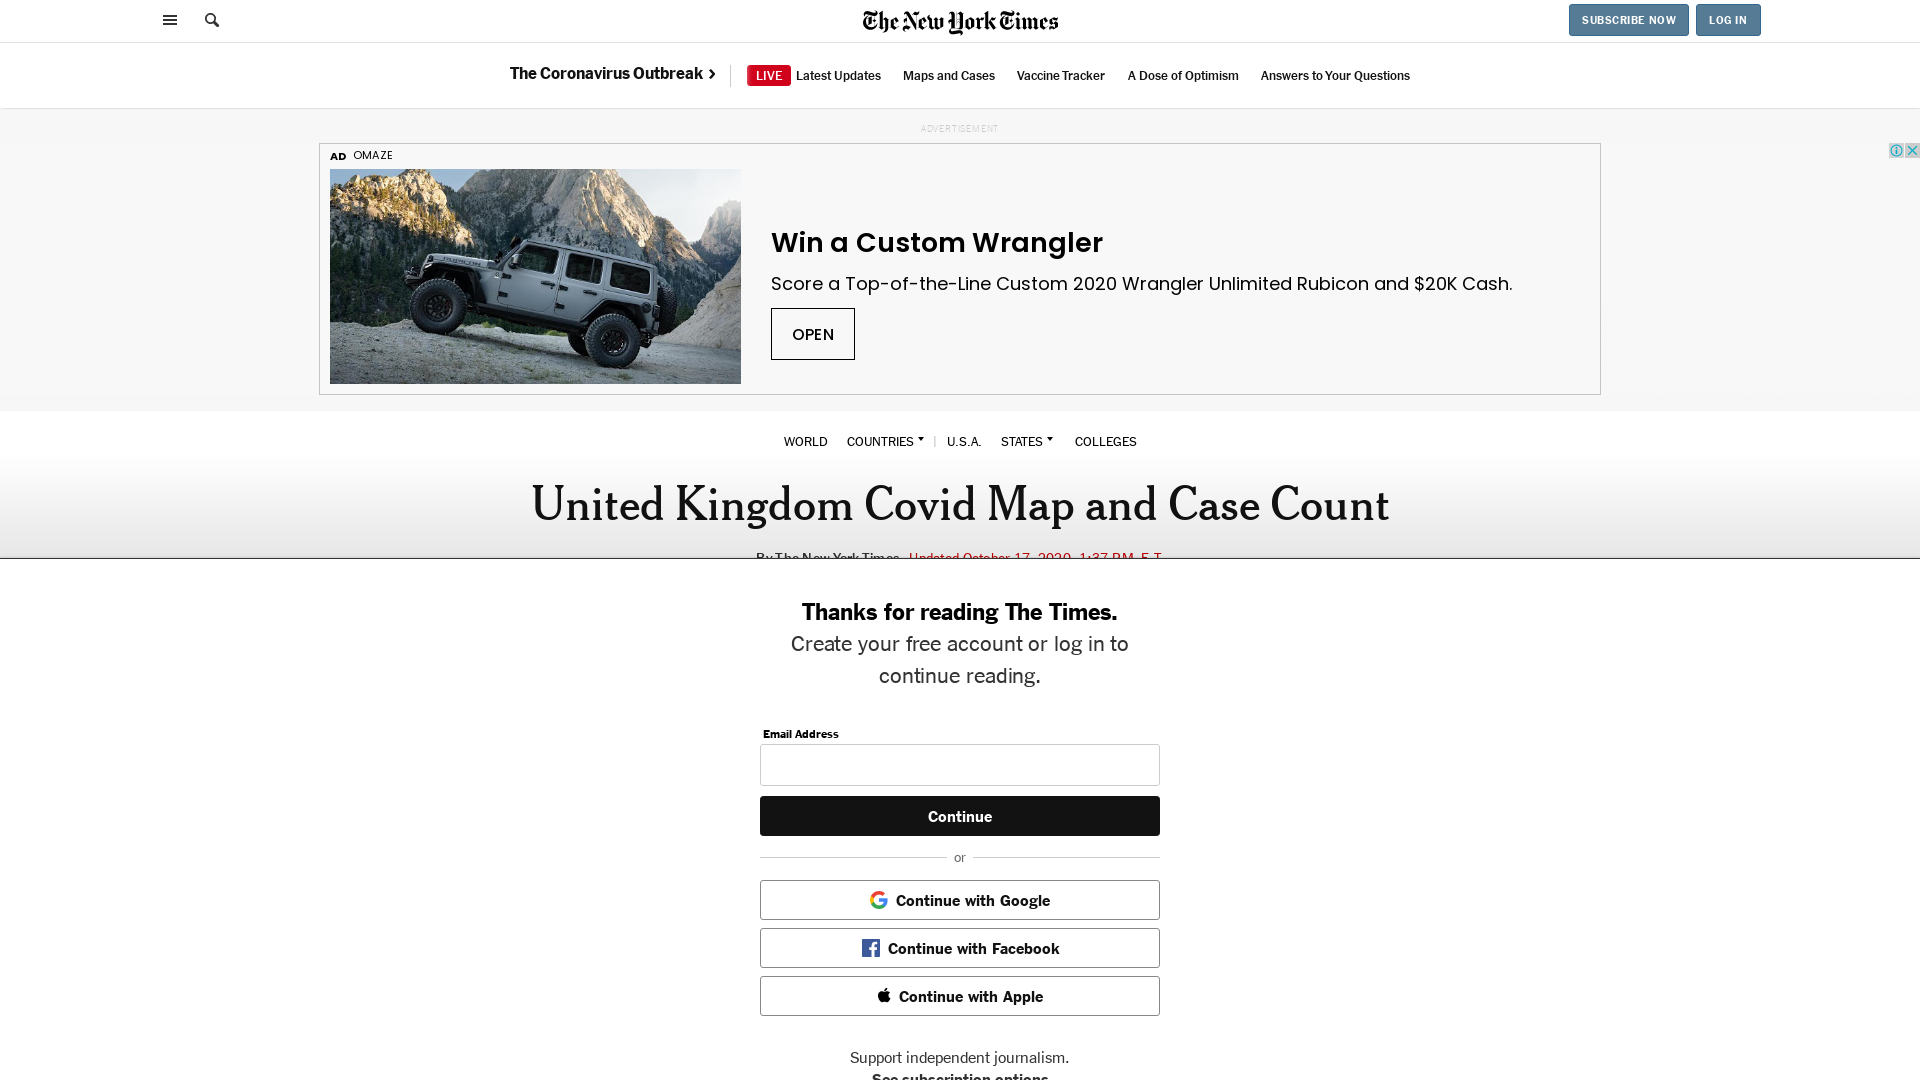 The New York Times
SUBSCRIBE NOW
LOG IN
The Coronavirus Outbreak
LIVE Latest Updates
Maps and Cases
Vaccine Tracker
A Dose of Optimism
Answers to Your Questions
ADVERTISEMENT
AD OMAZE
Win a Custom Wrangler
Score a Top-of-the-Line Custom 2020 Wrangler Unlimited Rubicon and $20K Cash.
OPEN
WORLD
COUNTRIES
U.S.A.
STATES
COLLEGES
United Kingdom Covid Map and Case Count
By The New York Times Updated October 17, 2020, 1:37 P.M. E.T.
Thanks for reading The Times.
Create your free account or log in to
continue reading.
Email Address
Continue
or
Continue with Google
Continue with Facebook
Continue with Apple
Support independent journalism.
See subscription options